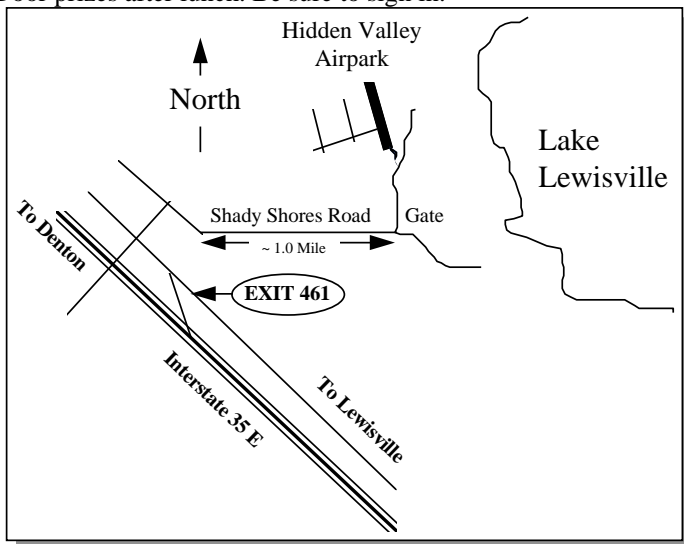 prizes after lunch. Be sure to sign in.
Hidden Valley
Airpark
North
Lake
Lewisville
To Denton
Shady Shores Road
Gate
~ 1.0 Mile
EXIT 461
Interstate 35 E
To Lewisville